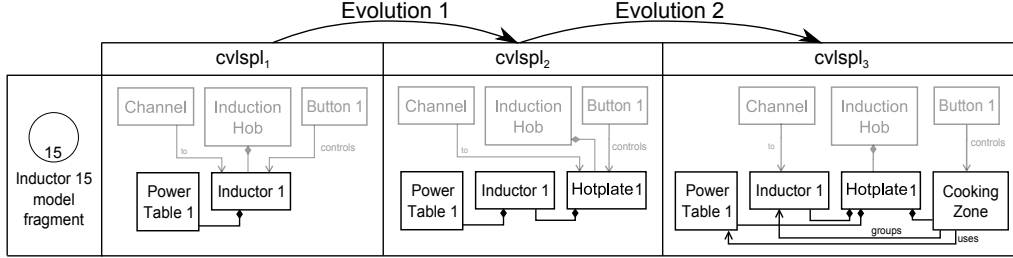 Evolution 1
Evolution 2
cvlspl1
cvlspl2
cvlspl3
15
Inductor 15
model
fragment
Channel
Induction
Hob
Button 1
to
controls
Power
Table 1
Inductor 1
Channel
Induction
Hob
Button 1
to
controls
Power
Table 1
Inductor 1
Hotplate 1
Channel
Induction
Hob
Button 1
to
controls
Power
Table 1
Inductor 1
Hotplate 1
Cooking
Zone
groups
uses